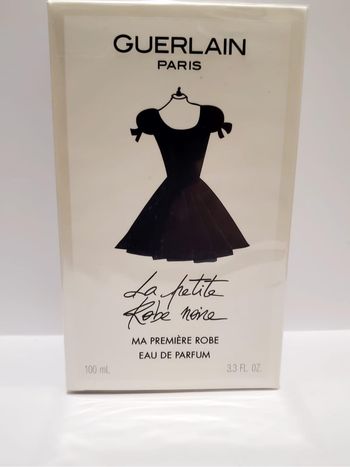 GUERLAIN
PARIS
La petite
Robe noire
MA PREMIÈRE ROBE
EAU DE PARFUM
100 mL 3.3 FL. OZ.